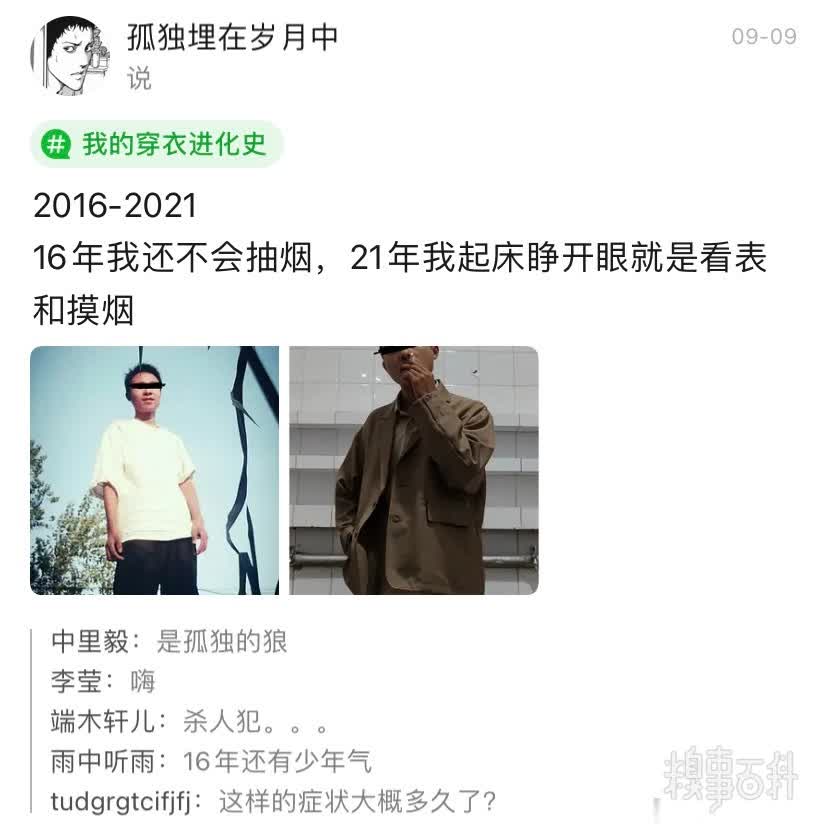 孤独埋在岁月中
09-09
说
# 我的穿衣进化史
2016-2021
16年我还不会抽烟，21年我起床睁开眼就是看表
和摸烟
中里毅：是孤独的狼
李莹：嗨
端木轩儿：杀人犯。。。
雨中听雨：16年还有少年气
tudgrgtcifjfj：这样的症状大概多久了？
糗事百科